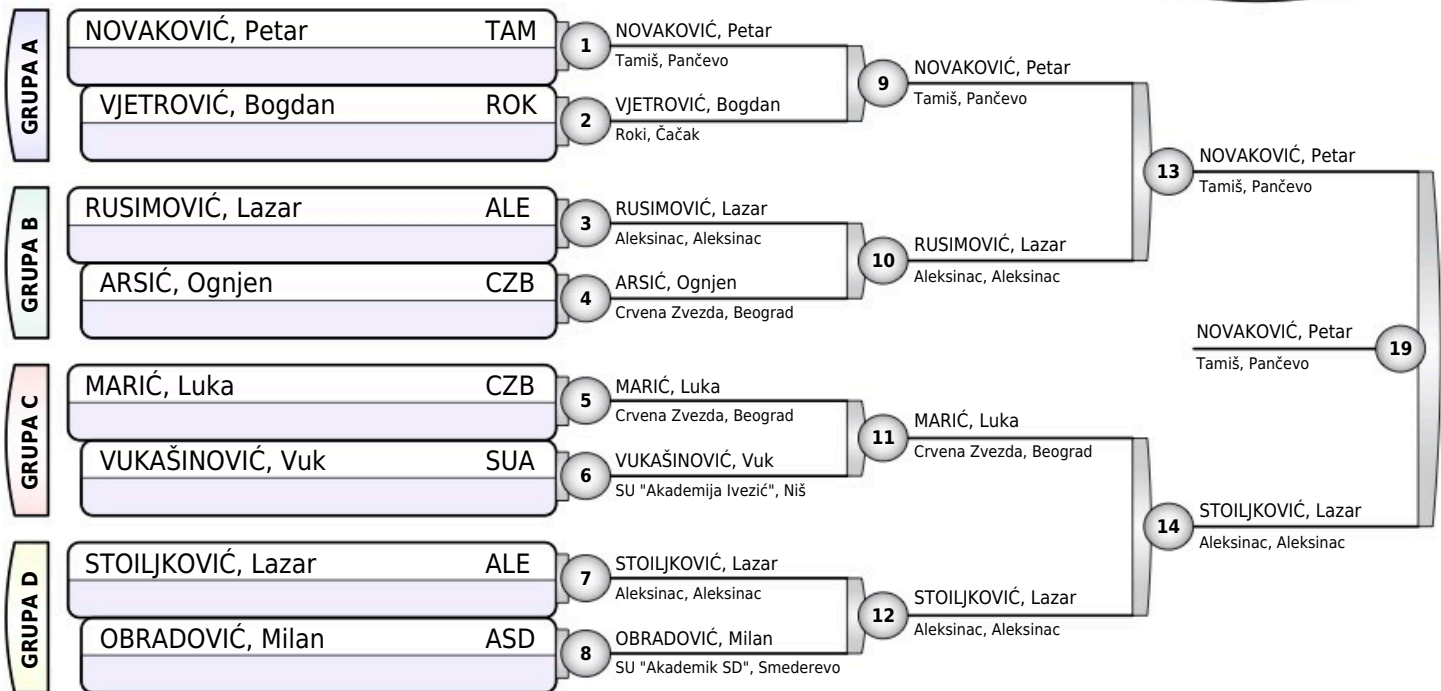 GRUPA A
NOVAKOVIĆ, Petar TAM
VJETROVIĆ, Bogdan ROK
GRUPA B
RUSIMOVIĆ, Lazar ALE
ARSIĆ, Ognjen CZB
GRUPA C
MARIĆ, Luka CZB
VUKAŠINOVIĆ, Vuk SUA
GRUPA D
STOILJKOVIĆ, Lazar ALE
OBRADOVIĆ, Milan ASD
1
NOVAKOVIĆ, Petar
Tamiš, Pančevo
2
VJETROVIĆ, Bogdan
Roki, Čačak
3
RUSIMOVIĆ, Lazar
Aleksinac, Aleksinac
4
ARSIĆ, Ognjen
Crvena Zvezda, Beograd
5
MARIĆ, Luka
Crvena Zvezda, Beograd
6
VUKAŠINOVIĆ, Vuk
SU "Akademija Ivezić", Niš
7
STOILJKOVIĆ, Lazar
Aleksinac, Aleksinac
8
OBRADOVIĆ, Milan
SU "Akademik SD", Smederevo
9
NOVAKOVIĆ, Petar
Tamiš, Pančevo
10
RUSIMOVIĆ, Lazar
Aleksinac, Aleksinac
11
MARIĆ, Luka
Crvena Zvezda, Beograd
12
STOILJKOVIĆ, Lazar
Aleksinac, Aleksinac
13
NOVAKOVIĆ, Petar
Tamiš, Pančevo
14
STOILJKOVIĆ, Lazar
Aleksinac, Aleksinac
NOVAKOVIĆ, Petar
Tamiš, Pančevo
19